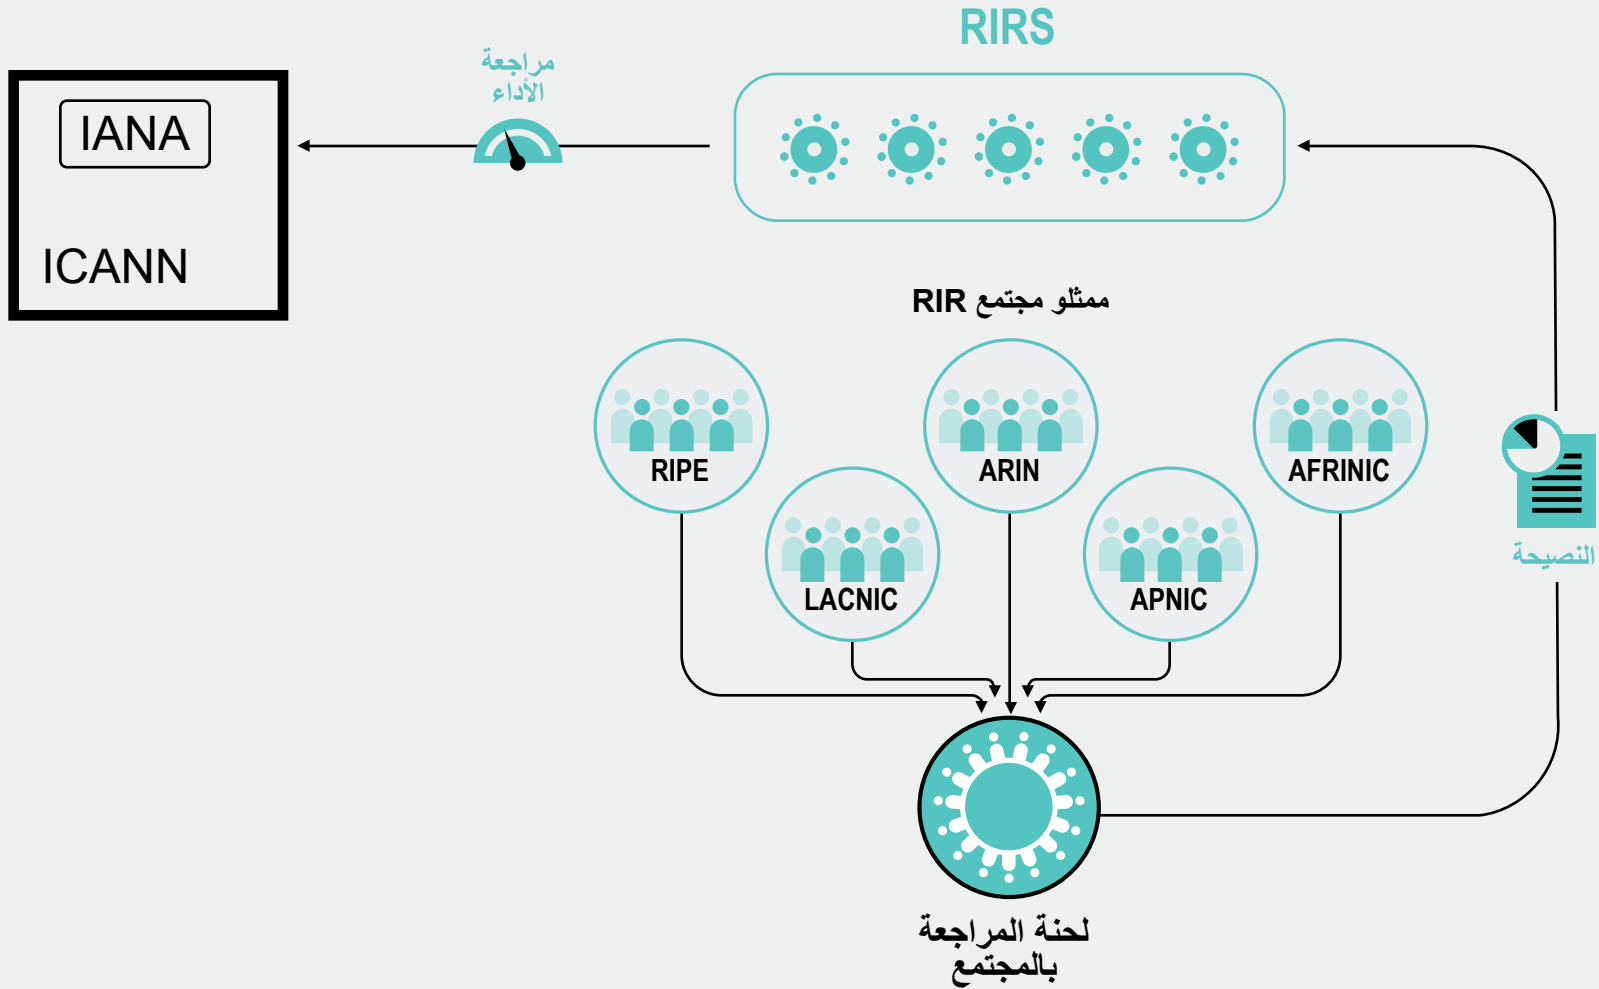 RIRS
مراجعة
الأداء
IANA
ICANN
ممثلو مجتمع RIR
RIPE
ARIN
AFRINIC
LACNIC
APNIC
النصيحة
لحنة المراجعة
بالمجتمع